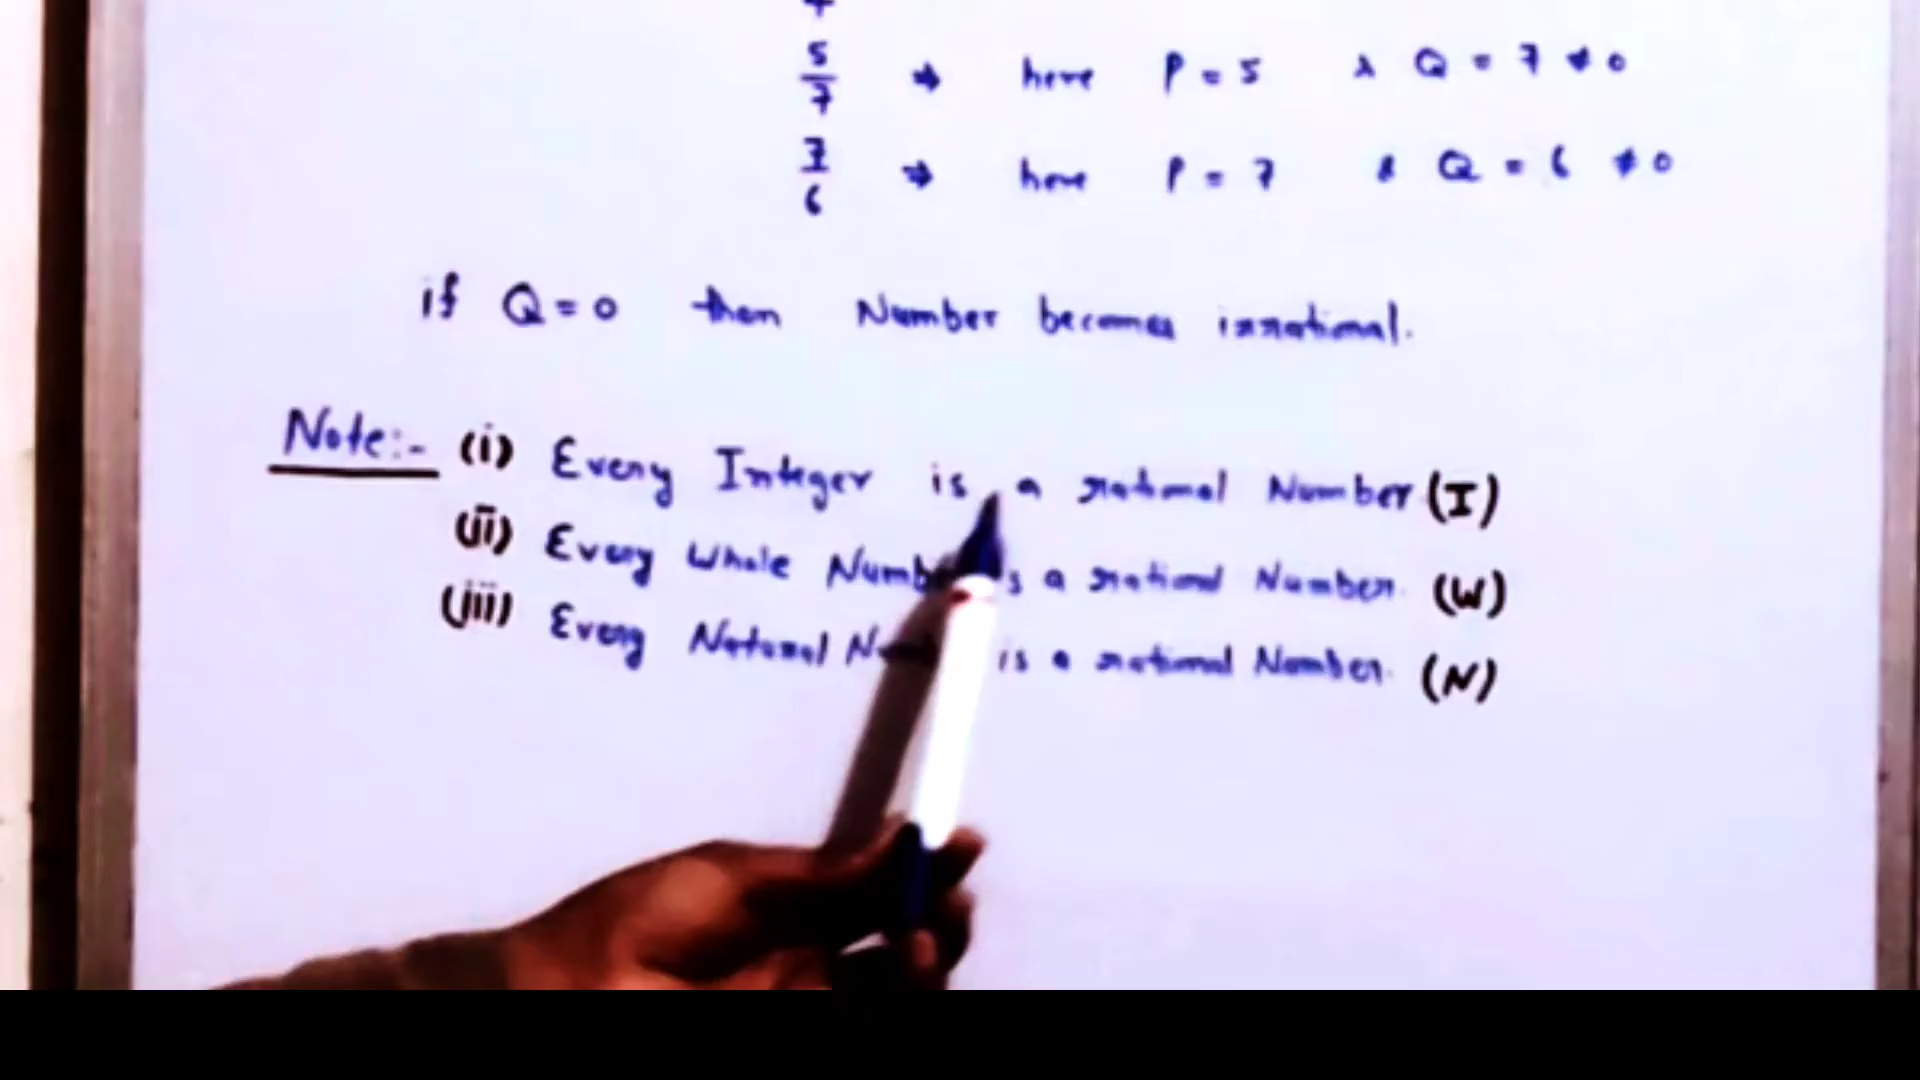 5/7 ⇒ here P = 5 & Q = 7 ≠ 0
7/6 ⇒ here P = 7 & Q = 6 ≠ 0
if Q = 0 then Number becomes irrational.
Note:- (i) Every Integer is a rational Number (I)
(ii) Every Whole Number is a rational Number. (W)
(iii) Every Natural is a rational Number. (N)